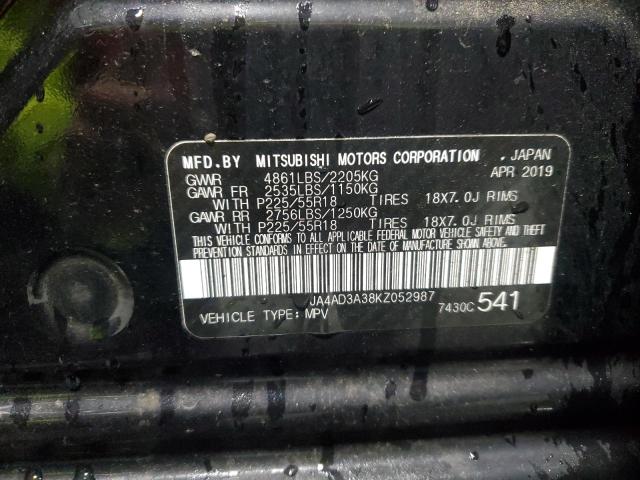 MFD.BY MITSUBISHI MOTORS CORPORATION , JAPAN
GVWR 4861LBS/2205KG APR 2019
GAWR FR 2535LBS/1150KG
WITH P225/55R18 TIRES 18X7.0J RIMS
GAWR RR 2756LBS/1250KG
WITH P225/55R18 TIRES 18X7.0J RIMS
THIS VEHICLE CONFORMS TO ALL APPLICABLE FEDERAL MOTOR VEHICLE SAFETY AND THEFT
PREVENTION STANDARDS IN EFFECT ON THE DATE OF MANUFACTURE SHOWN ABOVE.
JA4AD3A38KZ052987
VEHICLE TYPE: MPV 7430C 541